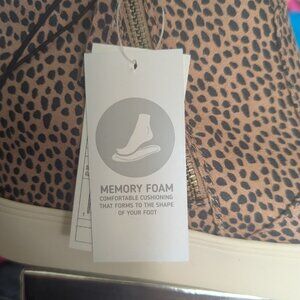 MEMORY FOAM
COMFORTABLE CUSHIONING
THAT FORMS TO THE SHAPE
OF YOUR FOOT